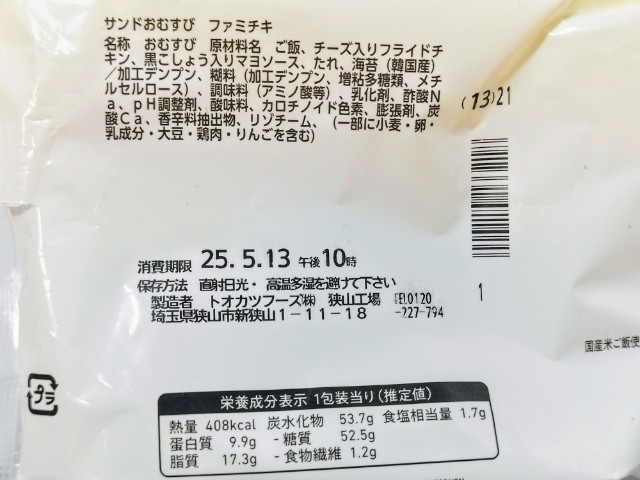 サンドおむすび ファミチキ
名称 おむすび 原材料名 ご飯、チーズ入りフライドチ
キン、黒こしょう入りマヨソース、たれ、海苔(韓国産)
/加工デンプン、糊料(加工デンプン、増粘多糖類、メチ
ルセルロース)、調味料(アミノ酸等)、乳化剤、酢酸Ｎ
ａ、pＨ調整剤、酸味料、カロチノイド色素、膨張剤、炭
酸Ｃａ、香辛料抽出物、リゾチーム、(一部に小麦・卵・
乳成分・大豆・鶏肉・りんごを含む)
(13)21
消費期限 25.5.13 午後10時
保存方法 直射日光・高温多湿を避けて下さい
製造者 トオカツフーズ㈱ 狭山工場 TEL0120
埼玉県狭山市新狭山1-11-18 -227-794
1
国産米ご飯使
プラ
栄養成分表示 1包装当り(推定値)
熱量 408kcal 炭水化物 53.7g 食塩相当量 1.7g
蛋白質 9.9g - 糖質 52.5g
脂質 17.3g - 食物繊維 1.2g